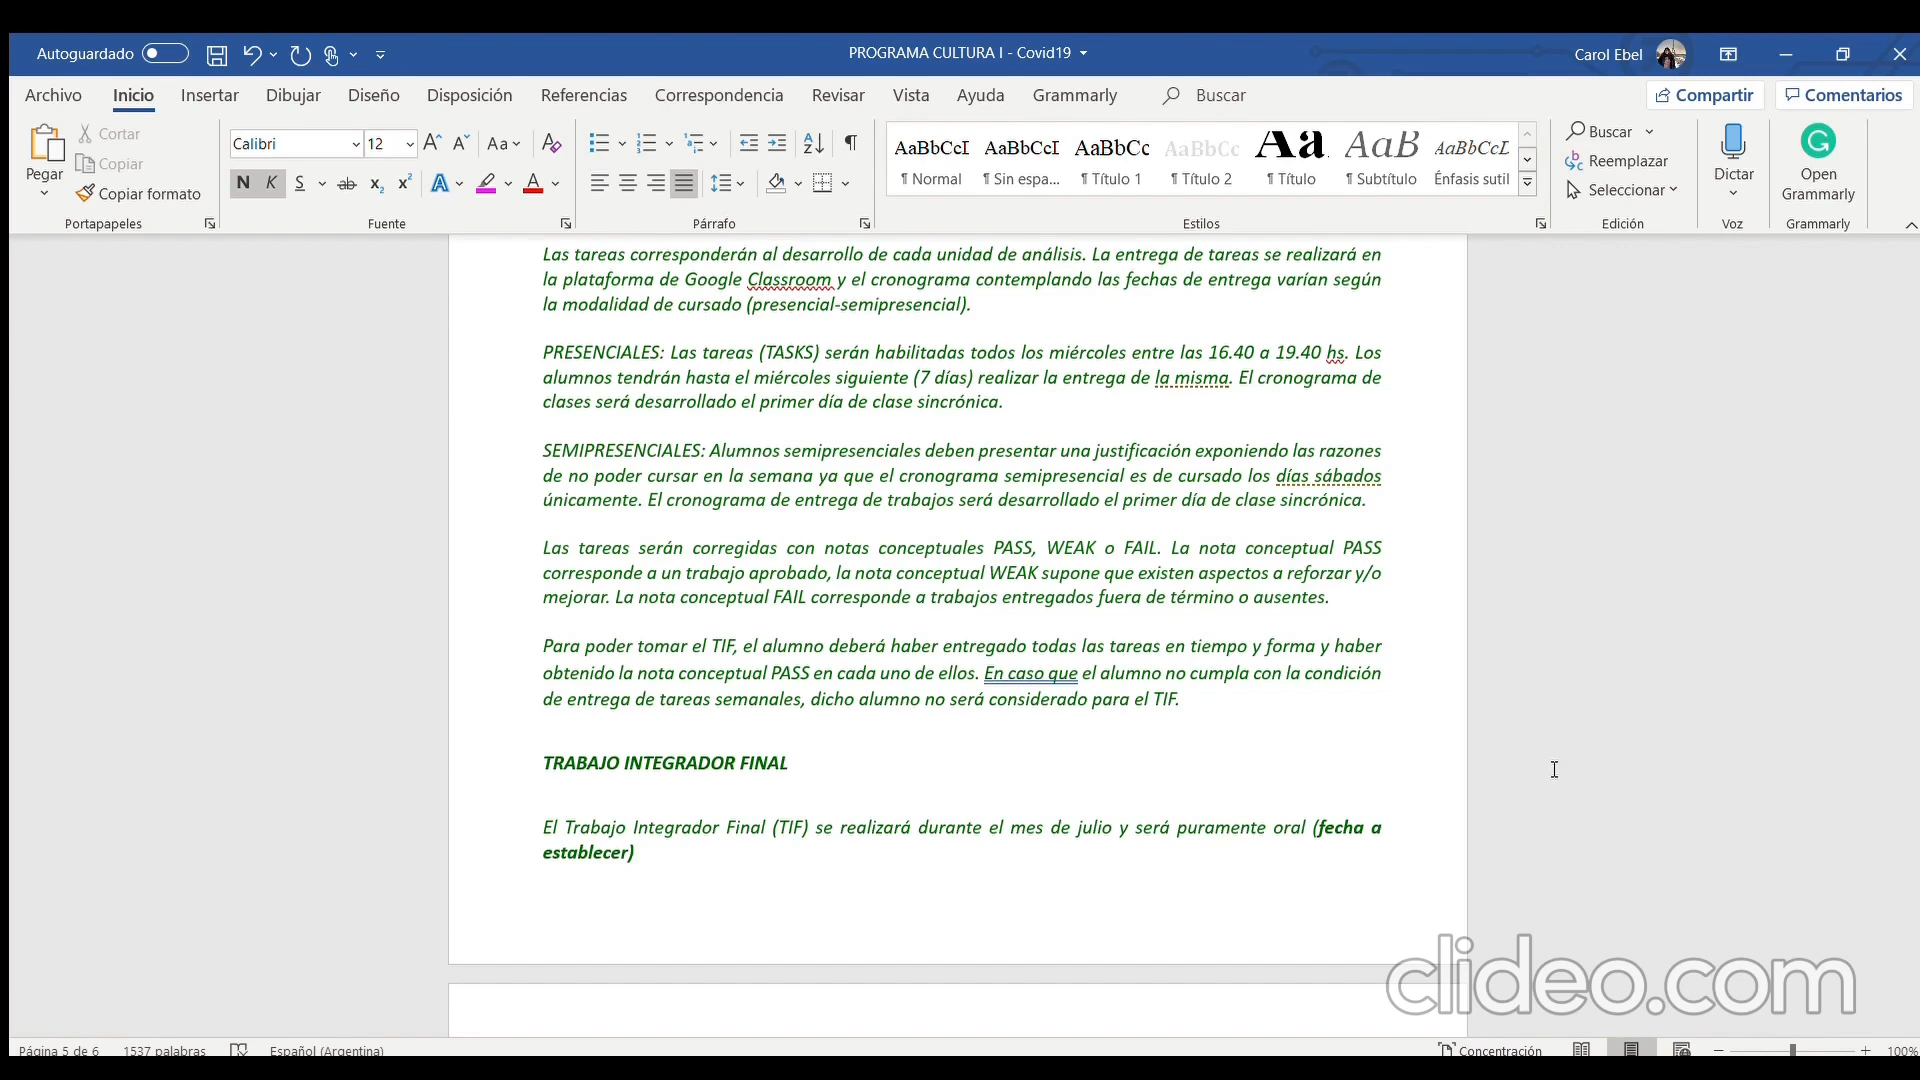 Autoguardado
PROGRAMA CULTURA I - Covid19
Carol Ebel
Archivo Inicio Insertar Dibujar Diseño Disposición Referencias Correspondencia Revisar Vista Ayuda Grammarly Buscar Compartir Comentarios
Pegar
Cortar
Copiar
Copiar formato
Portapapeles
Calibri 12
Aa
N K S ab x₂ x² A A
Fuente
Párrafo
AaBbCcI AaBbCcI AaBbCc AaBbCc Aa AaB AaBbCcL
¶ Normal ¶ Sin espa... ¶ Título 1 ¶ Título 2 ¶ Título ¶ Subtítulo Énfasis sutil
Estilos
Buscar
Reemplazar
Seleccionar
Edición
Dictar
Voz
Open
Grammarly
Grammarly
Las tareas corresponderán al desarrollo de cada unidad de análisis. La entrega de tareas se realizará en
la plataforma de Google Classroom y el cronograma contemplando las fechas de entrega varían según
la modalidad de cursado (presencial-semipresencial).
PRESENCIALES: Las tareas (TASKS) serán habilitadas todos los miércoles entre las 16.40 a 19.40 hs. Los
alumnos tendrán hasta el miércoles siguiente (7 días) realizar la entrega de la misma. El cronograma de
clases será desarrollado el primer día de clase sincrónica.
SEMIPRESENCIALES: Alumnos semipresenciales deben presentar una justificación exponiendo las razones
de no poder cursar en la semana ya que el cronograma semipresencial es de cursado los días sábados
únicamente. El cronograma de entrega de trabajos será desarrollado el primer día de clase sincrónica.
Las tareas serán corregidas con notas conceptuales PASS, WEAK o FAIL. La nota conceptual PASS
corresponde a un trabajo aprobado, la nota conceptual WEAK supone que existen aspectos a reforzar y/o
mejorar. La nota conceptual FAIL corresponde a trabajos entregados fuera de término o ausentes.
Para poder tomar el TIF, el alumno deberá haber entregado todas las tareas en tiempo y forma y haber
obtenido la nota conceptual PASS en cada uno de ellos. En caso que el alumno no cumpla con la condición
de entrega de tareas semanales, dicho alumno no será considerado para el TIF.
TRABAJO INTEGRADOR FINAL
El Trabajo Integrador Final (TIF) se realizará durante el mes de julio y será puramente oral (fecha a
establecer)
clideo.com
Página 5 de 6 1537 palabras Español (Argentina) Concentración 100%